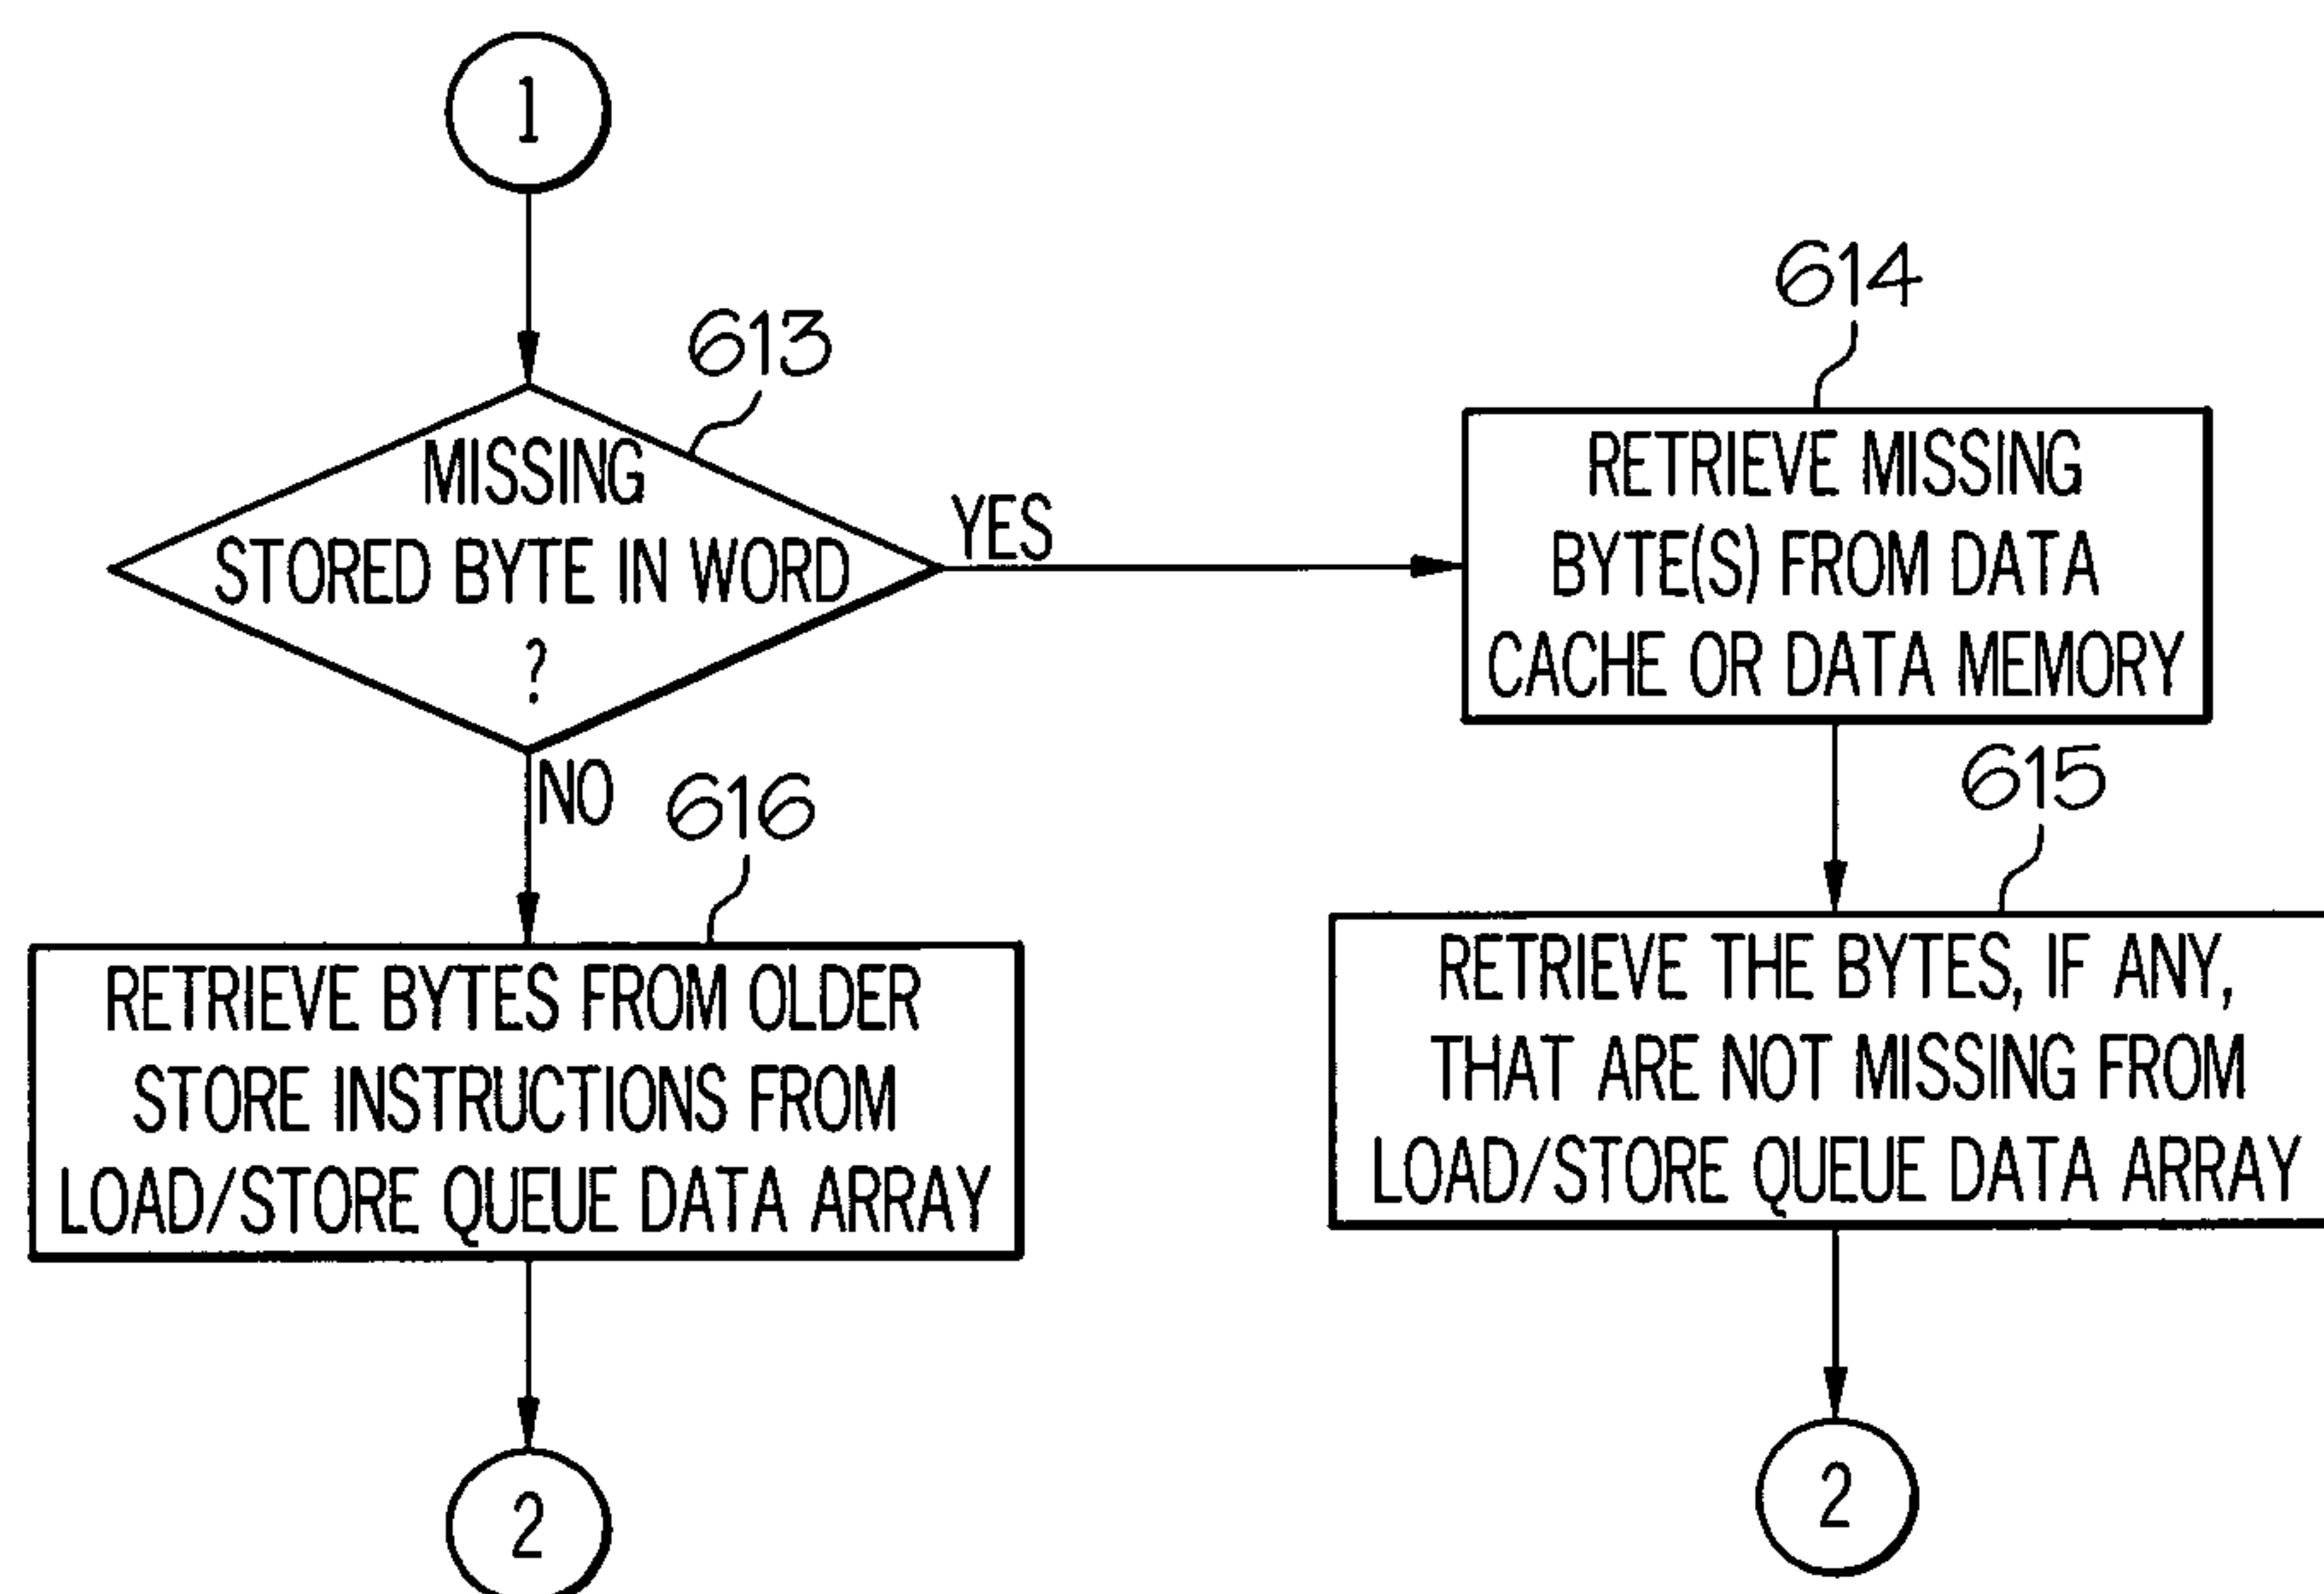 1
613
MISSING
STORED BYTE IN WORD
?
YES
614
RETRIEVE MISSING
BYTE(S) FROM DATA
CACHE OR DATA MEMORY
NO
616
RETRIEVE BYTES FROM OLDER
STORE INSTRUCTIONS FROM
LOAD/STORE QUEUE DATA ARRAY
615
RETRIEVE THE BYTES, IF ANY,
THAT ARE NOT MISSING FROM
LOAD/STORE QUEUE DATA ARRAY
2
2